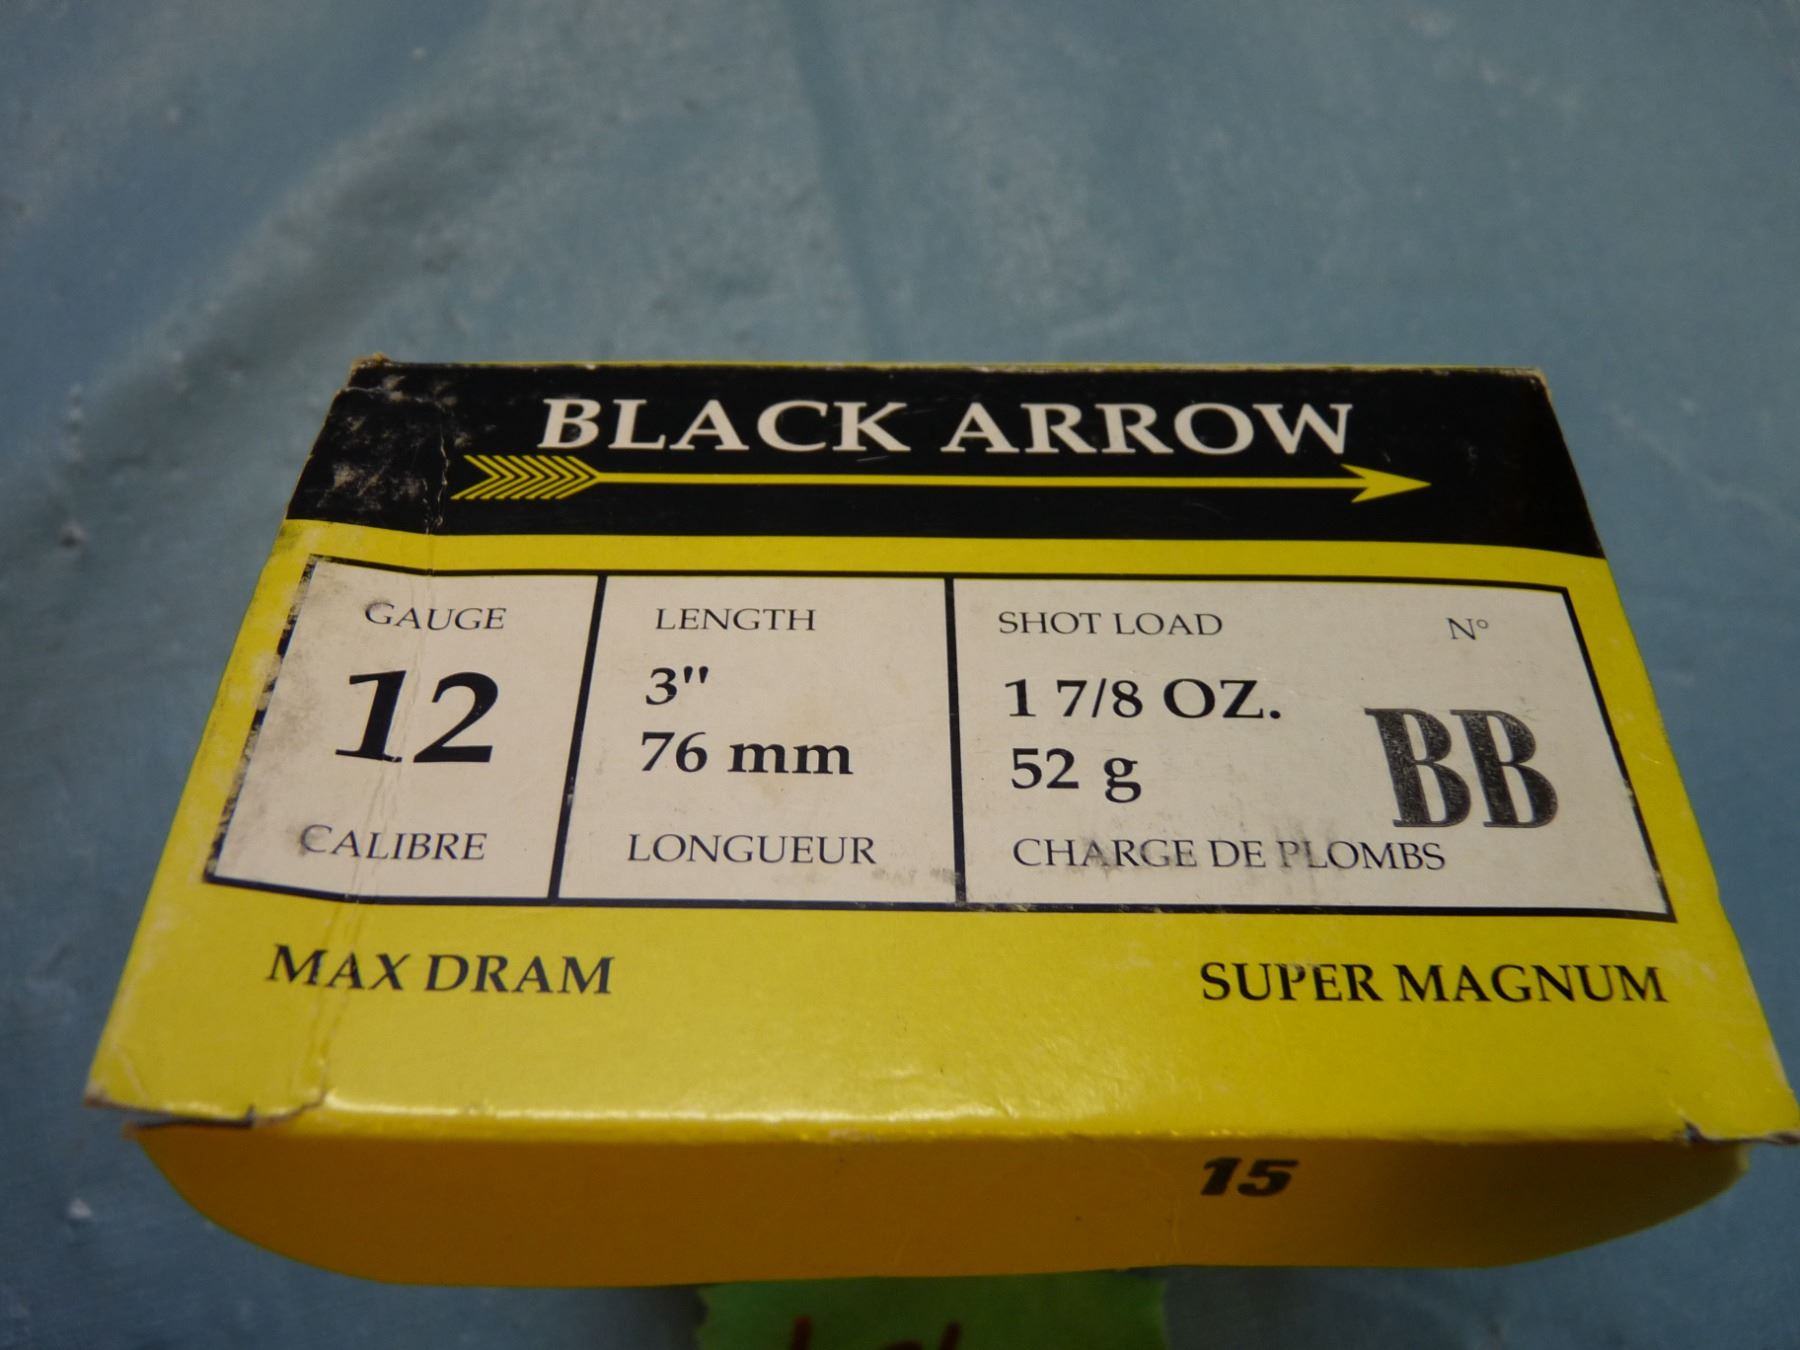 BLACK ARROW
GAUGE
12
CALIBRE
LENGTH
3"
76 mm
LONGUEUR
SHOT LOAD
N°
1 7/8 OZ.
52 g
BB
CHARGE DE PLOMBS
MAX DRAM
SUPER MAGNUM
15